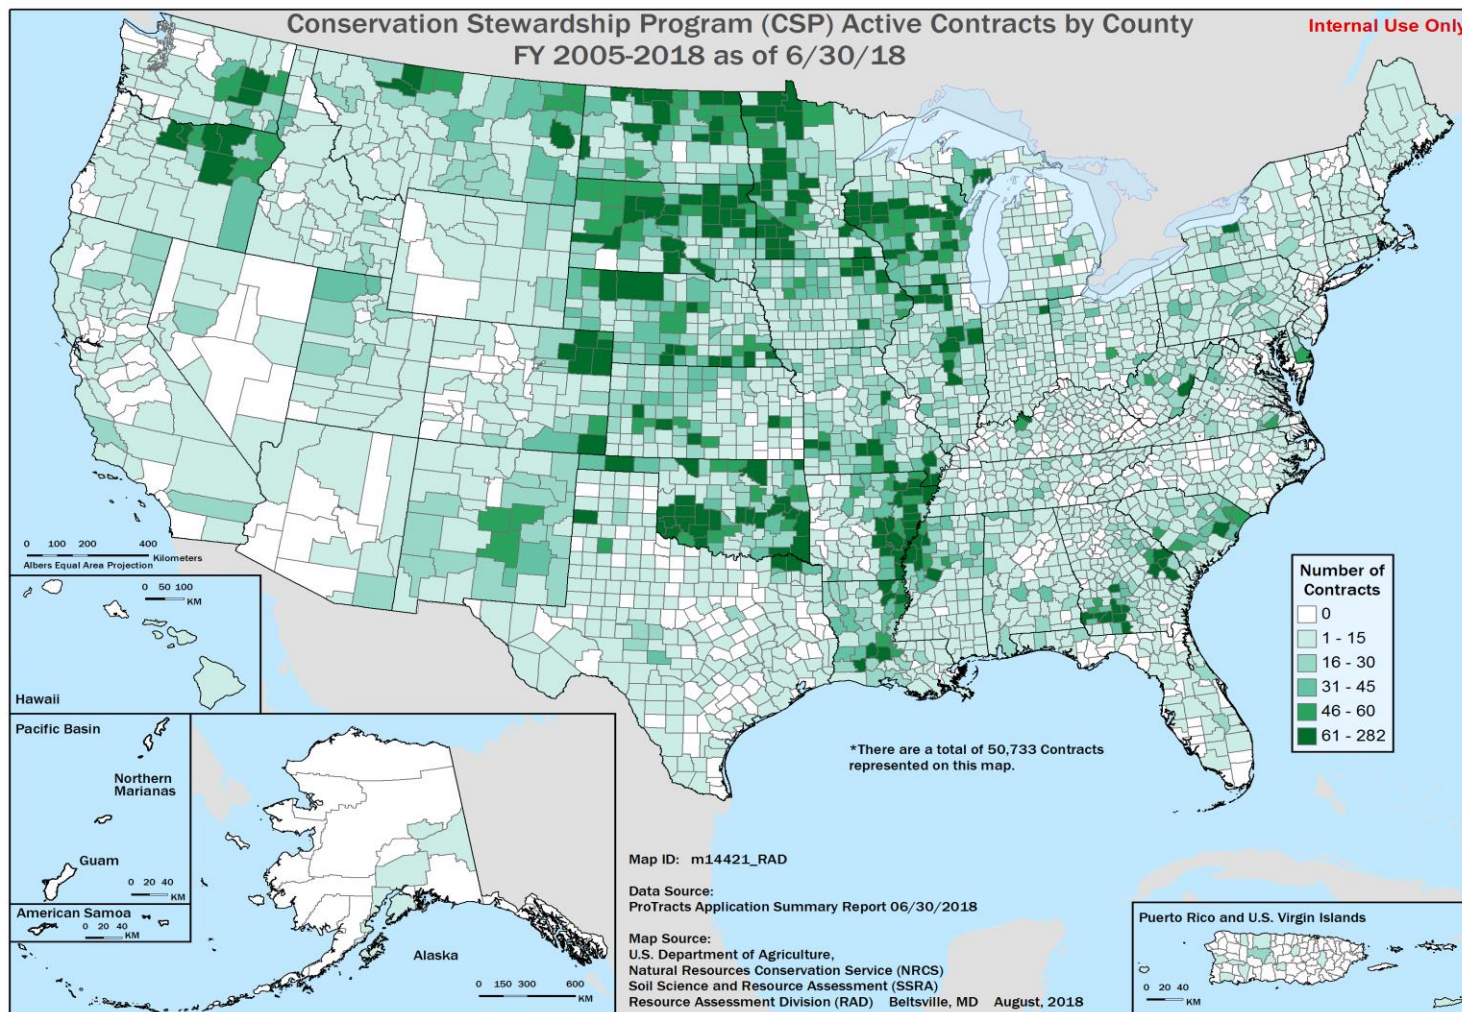 Conservation Stewardship Program (CSP) Active Contracts by County
FY 2005-2018 as of 6/30/18
Internal Use Only
0 100 200 400
Kilometers
Albers Equal Area Projection
0 50 100
KM
Hawaii
Pacific Basin
Northern
Marianas
Guam
0 20 40
KM
American Samoa
0 20 40
KM
Alaska
0 150 300 600
KM
*There are a total of 50,733 Contracts
represented on this map.
Number of
Contracts
0
1 - 15
16 - 30
31 - 45
46 - 60
61 - 282
Map ID: m14421_RAD
Data Source:
ProTracts Application Summary Report 06/30/2018
Map Source:
U.S. Department of Agriculture,
Natural Resources Conservation Service (NRCS)
Soil Science and Resource Assessment (SSRA)
Resource Assessment Division (RAD) Beltsville, MD August, 2018
Puerto Rico and U.S. Virgin Islands
0 20 40
KM